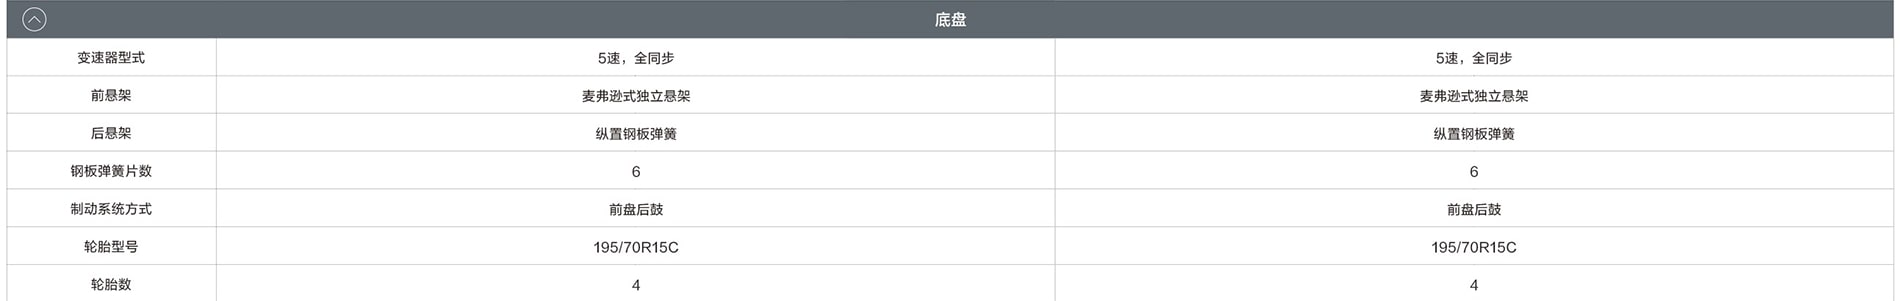 底盘
变速器型式 5速，全同步 5速，全同步
前悬架 麦弗逊式独立悬架 麦弗逊式独立悬架
后悬架 纵置钢板弹簧 纵置钢板弹簧
钢板弹簧片数 6 6
制动系统方式 前盘后鼓 前盘后鼓
轮胎型号 195/70R15C 195/70R15C
轮胎数 4 4